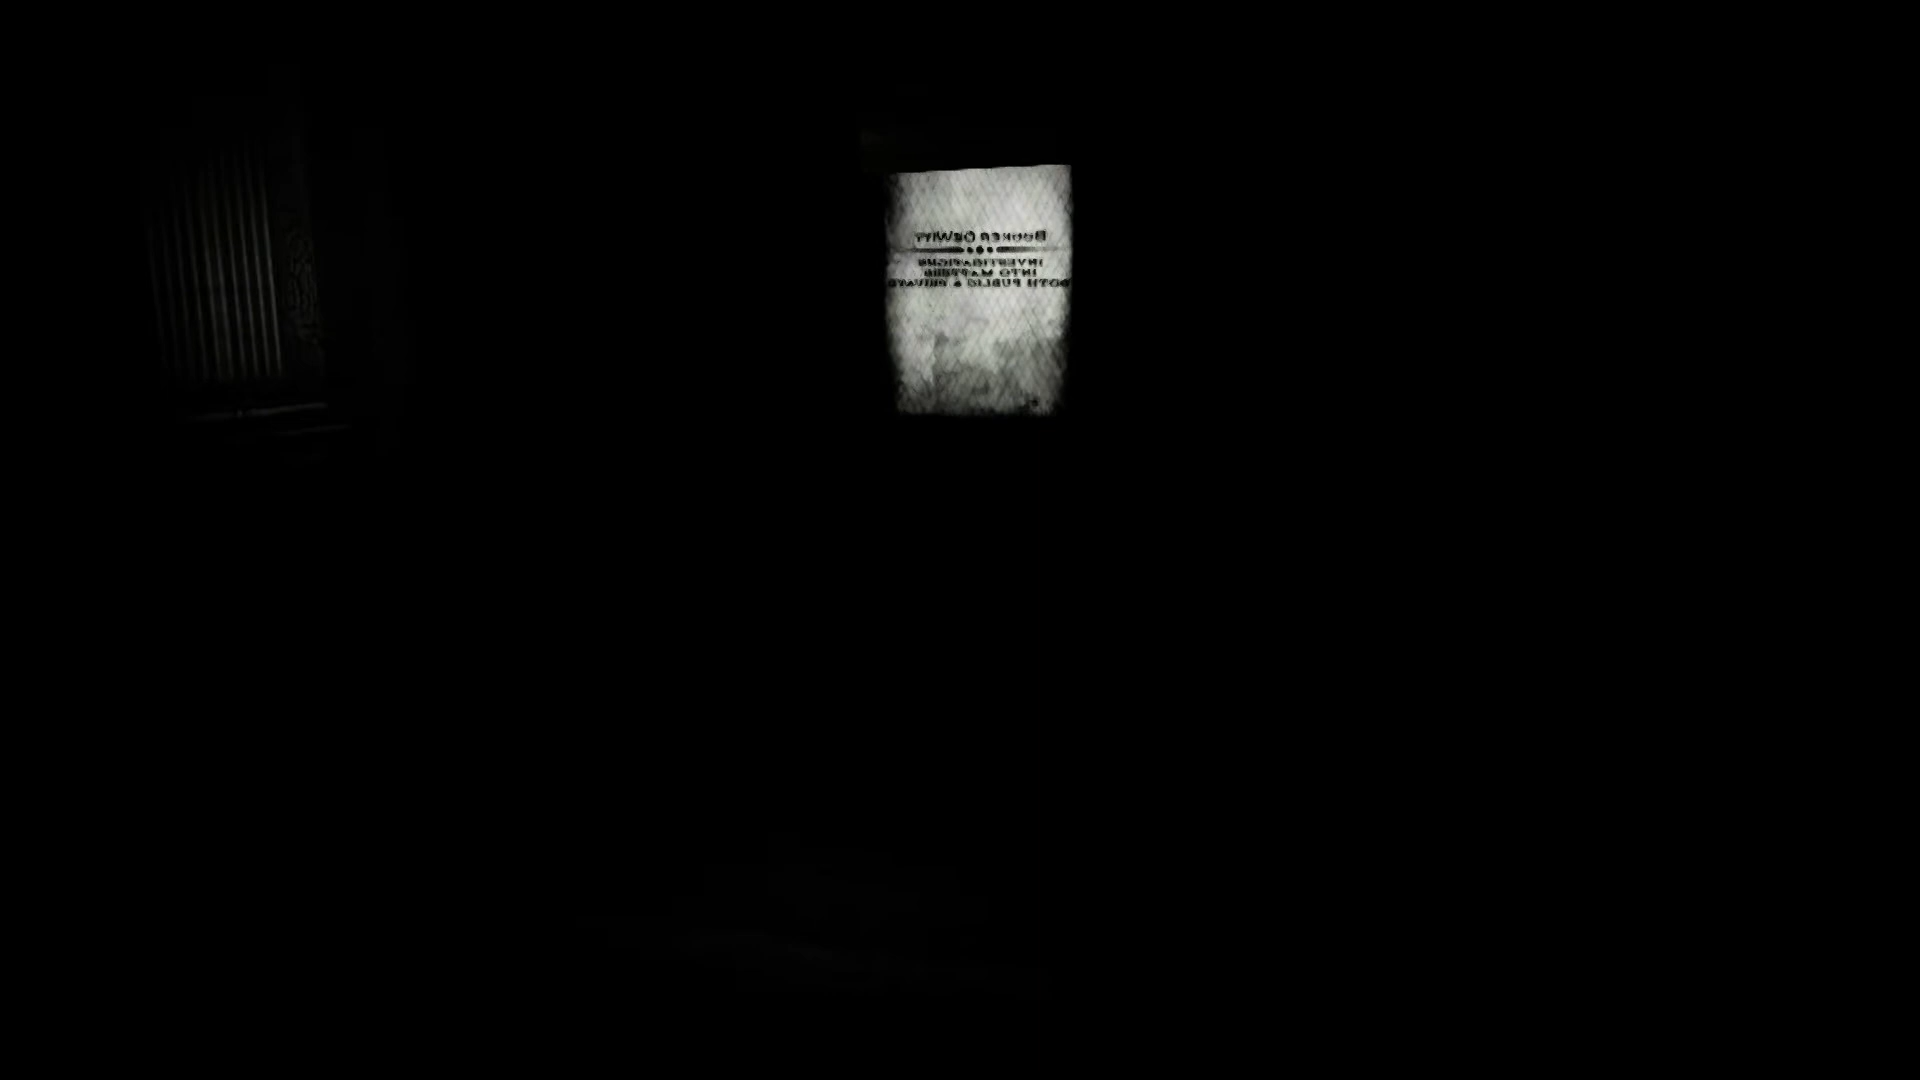 Booker DeWitt
INVESTIGATIONS
INTO MATTERS
BOTH PUBLIC & PRIVATE